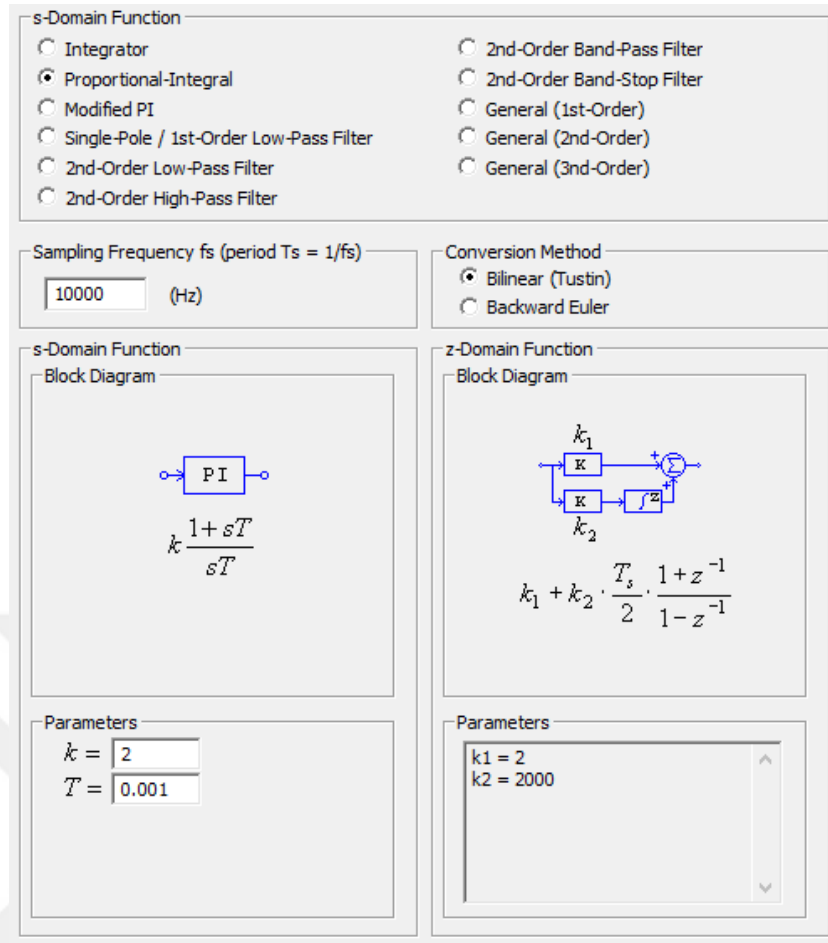 s-Domain Function
Integrator
Proportional-Integral
Modified PI
Single-Pole / 1st-Order Low-Pass Filter
2nd-Order Low-Pass Filter
2nd-Order High-Pass Filter
2nd-Order Band-Pass Filter
2nd-Order Band-Stop Filter
General (1st-Order)
General (2nd-Order)
General (3rd-Order)
Sampling Frequency fs (period Ts = 1/fs)
10000 (Hz)
Conversion Method
Bilinear (Tustin)
Backward Euler
s-Domain Function
Block Diagram
PI
k (1+sT)/(sT)
Parameters
k = 2
T = 0.001
z-Domain Function
Block Diagram
k₁
K + Σ
K ∫z +
k₂
k₁ + k₂ · Tₛ/2 · (1+z⁻¹)/(1−z⁻¹)
Parameters
k1 = 2
k2 = 2000